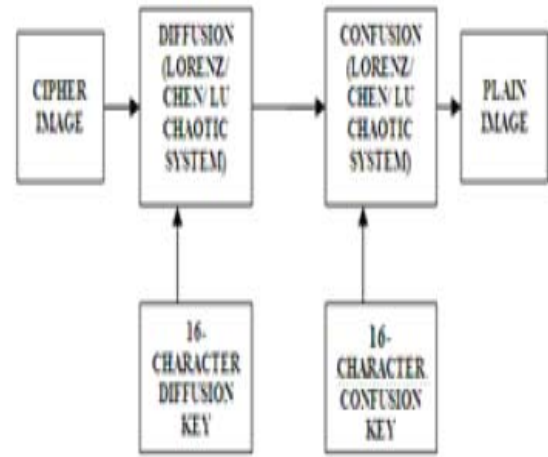 CIPHER
IMAGE
DIFFUSION
(LORENZ/
CHEN/ LU
CHAOTIC
SYSTEM)
CONFUSION
(LORENZ/
CHEN/ LU
CHAOTIC
SYSTEM)
PLAIN
IMAGE
16-
CHARACTER
DIFFUSION
KEY
16-
CHARACTER
CONFUSION
KEY